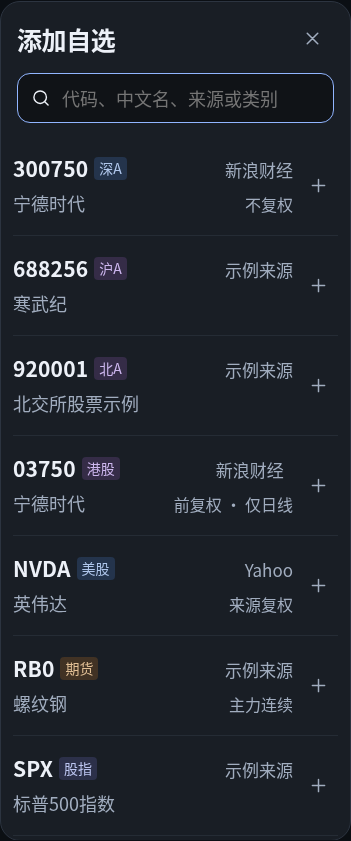 添加自选
代码、中文名、来源或类别
300750 深A 新浪财经
宁德时代 不复权
688256 沪A 示例来源
寒武纪
920001 北A 示例来源
北交所股票示例
03750 港股 新浪财经
宁德时代 前复权 · 仅日线
NVDA 美股 Yahoo
英伟达 来源复权
RB0 期货 示例来源
螺纹钢 主力连续
SPX 股指 示例来源
标普500指数